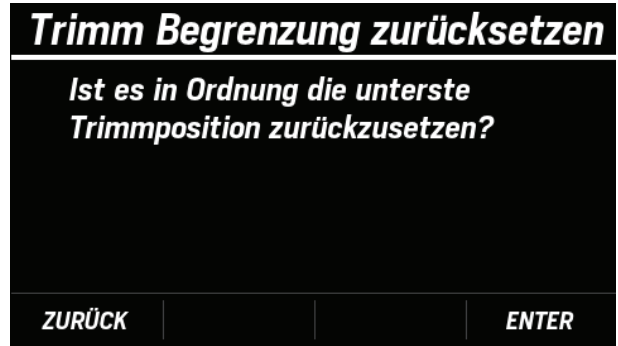 Trimm Begrenzung zurücksetzen
Ist es in Ordnung die unterste
Trimmposition zurückzusetzen?
ZURÜCK
ENTER